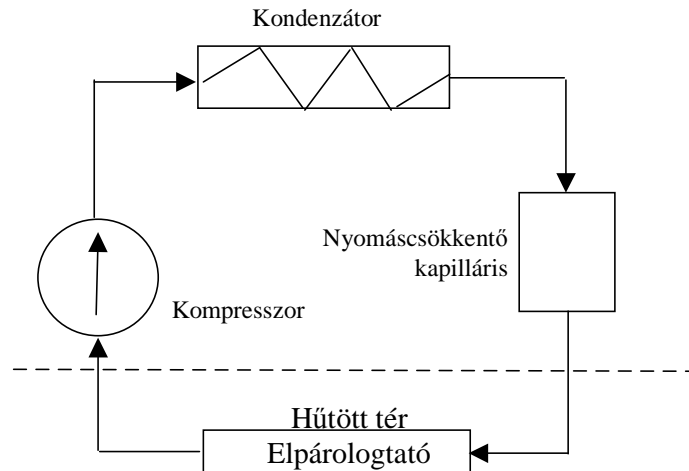 Kondenzátor
Nyomáscsökkentő
kapilláris
Kompresszor
Hűtött tér
Elpárologtató